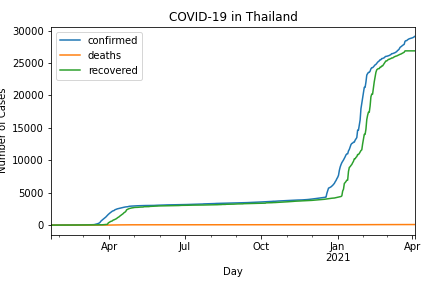 COVID-19 in Thailand
confirmed
deaths
recovered
30000
25000
20000
15000
10000
5000
0
Number of Cases
Apr
Jul
Oct
Jan
2021
Apr
Day